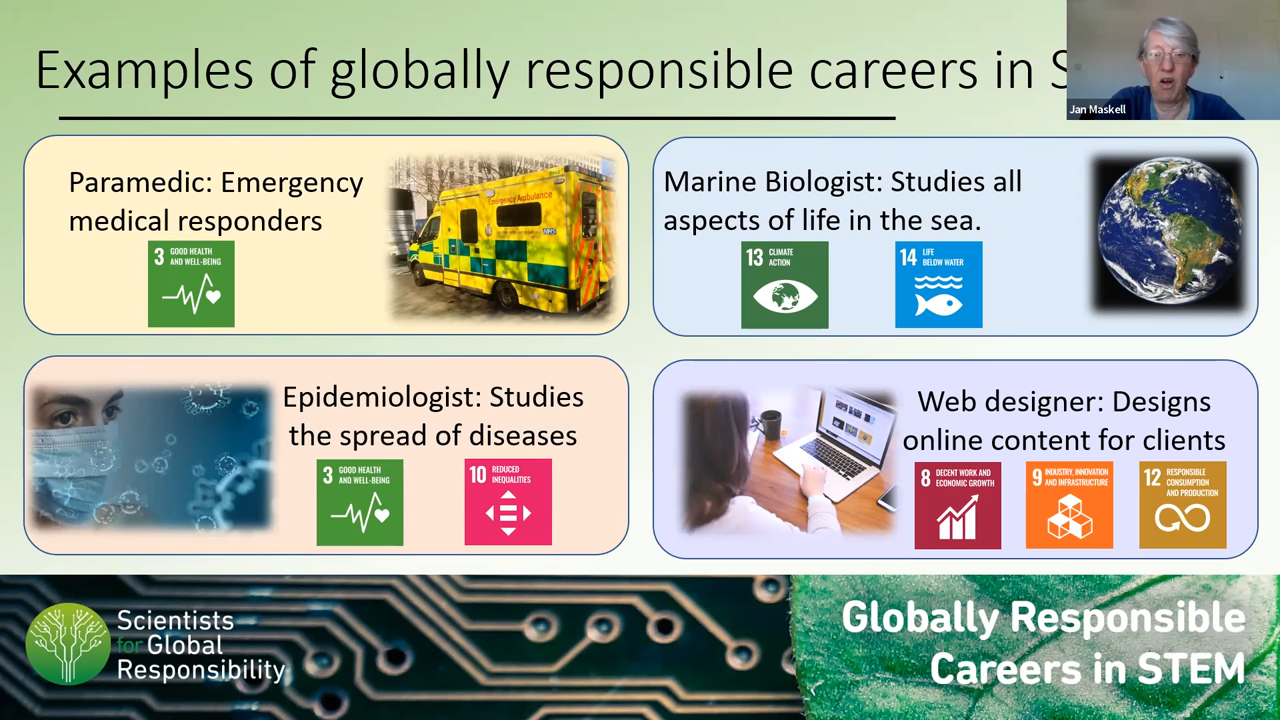 Examples of globally responsible careers in S
Jan Maskell
Paramedic: Emergency
medical responders
3 GOOD HEALTH
AND WELL-BEING
Emergency Ambulance
NHS
Marine Biologist: Studies all
aspects of life in the sea.
13 CLIMATE
ACTION
14 LIFE
BELOW WATER
Epidemiologist: Studies
the spread of diseases
3 GOOD HEALTH
AND WELL-BEING
10 REDUCED
INEQUALITIES
Web designer: Designs
online content for clients
8 DECENT WORK AND
ECONOMIC GROWTH
9 INDUSTRY, INNOVATION
AND INFRASTRUCTURE
12 RESPONSIBLE
CONSUMPTION
AND PRODUCTION
Scientists
for Global
Responsibility
Globally Responsible
Careers in STEM